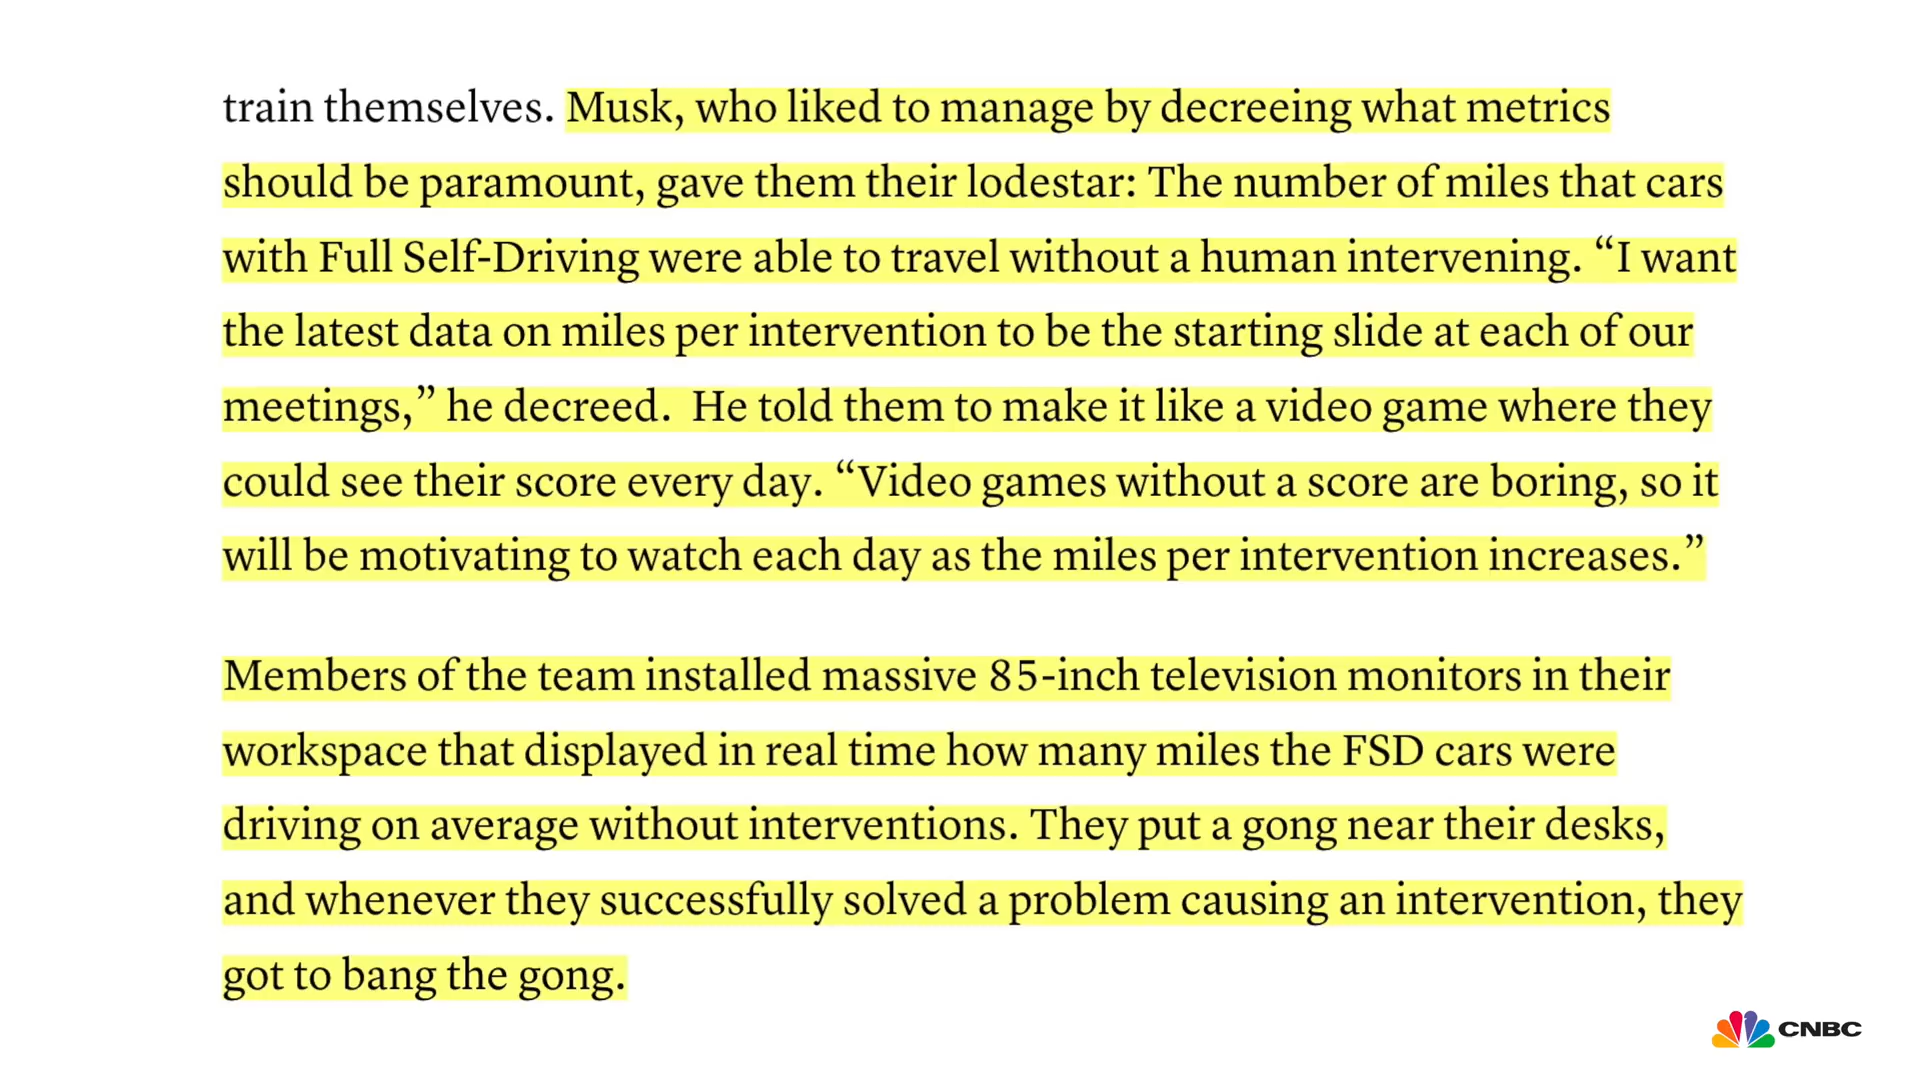 train themselves. Musk, who liked to manage by decreeing what metrics
should be paramount, gave them their lodestar: The number of miles that cars
with Full Self-Driving were able to travel without a human intervening. “I want
the latest data on miles per intervention to be the starting slide at each of our
meetings,” he decreed.  He told them to make it like a video game where they
could see their score every day. “Video games without a score are boring, so it
will be motivating to watch each day as the miles per intervention increases.”
Members of the team installed massive 85-inch television monitors in their
workspace that displayed in real time how many miles the FSD cars were
driving on average without interventions. They put a gong near their desks,
and whenever they successfully solved a problem causing an intervention, they
got to bang the gong.
CNBC